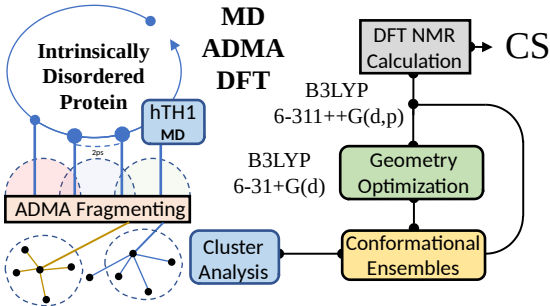 MD
ADMA
DFT
Intrinsically
Disordered
Protein
hTH1
MD
2ps
ADMA Fragmenting
DFT NMR
Calculation
CS
B3LYP
6-311++G(d,p)
B3LYP
6-31+G(d)
Geometry
Optimization
Cluster
Analysis
Conformational
Ensembles